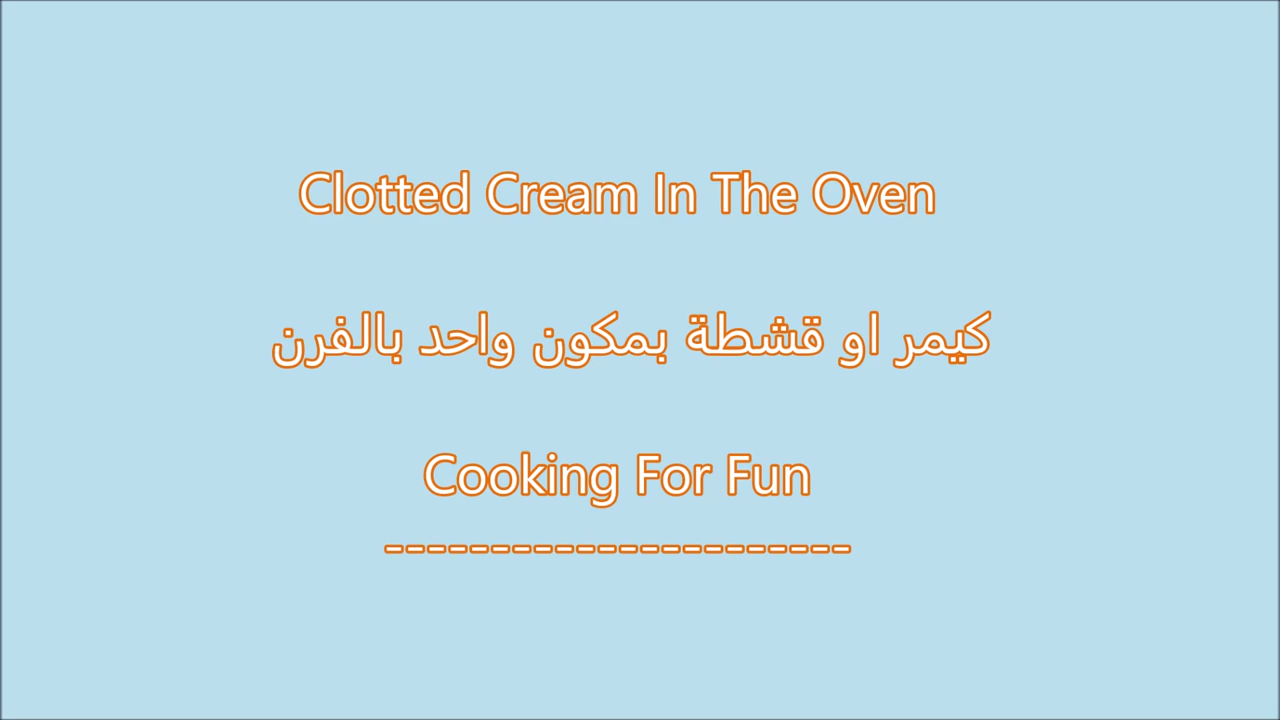 Clotted Cream In The Oven
كيمر او قشطة بمكون واحد بالفرن
Cooking For Fun
----------------------